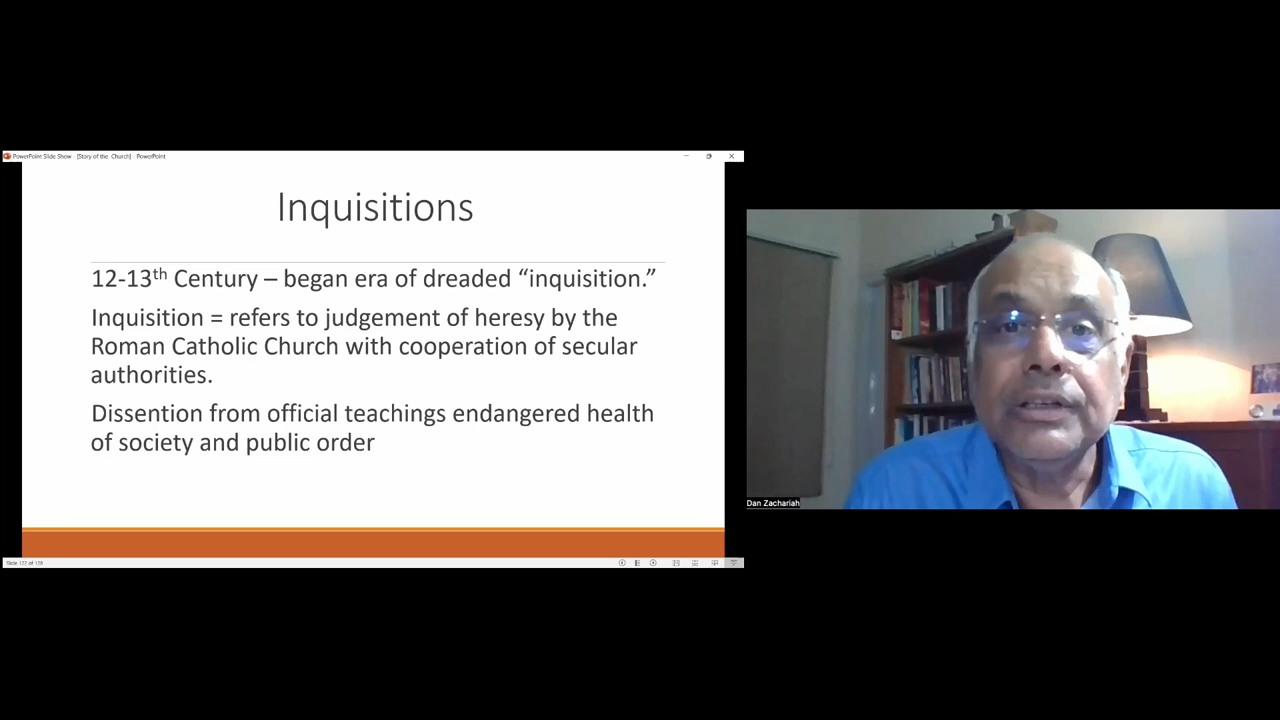 PowerPoint Slide Show - [Story of the Church] - PowerPoint
Inquisitions
12-13th Century – began era of dreaded “inquisition.”
Inquisition = refers to judgement of heresy by the
Roman Catholic Church with cooperation of secular
authorities.
Dissention from official teachings endangered health
of society and public order
Dan Zachariah